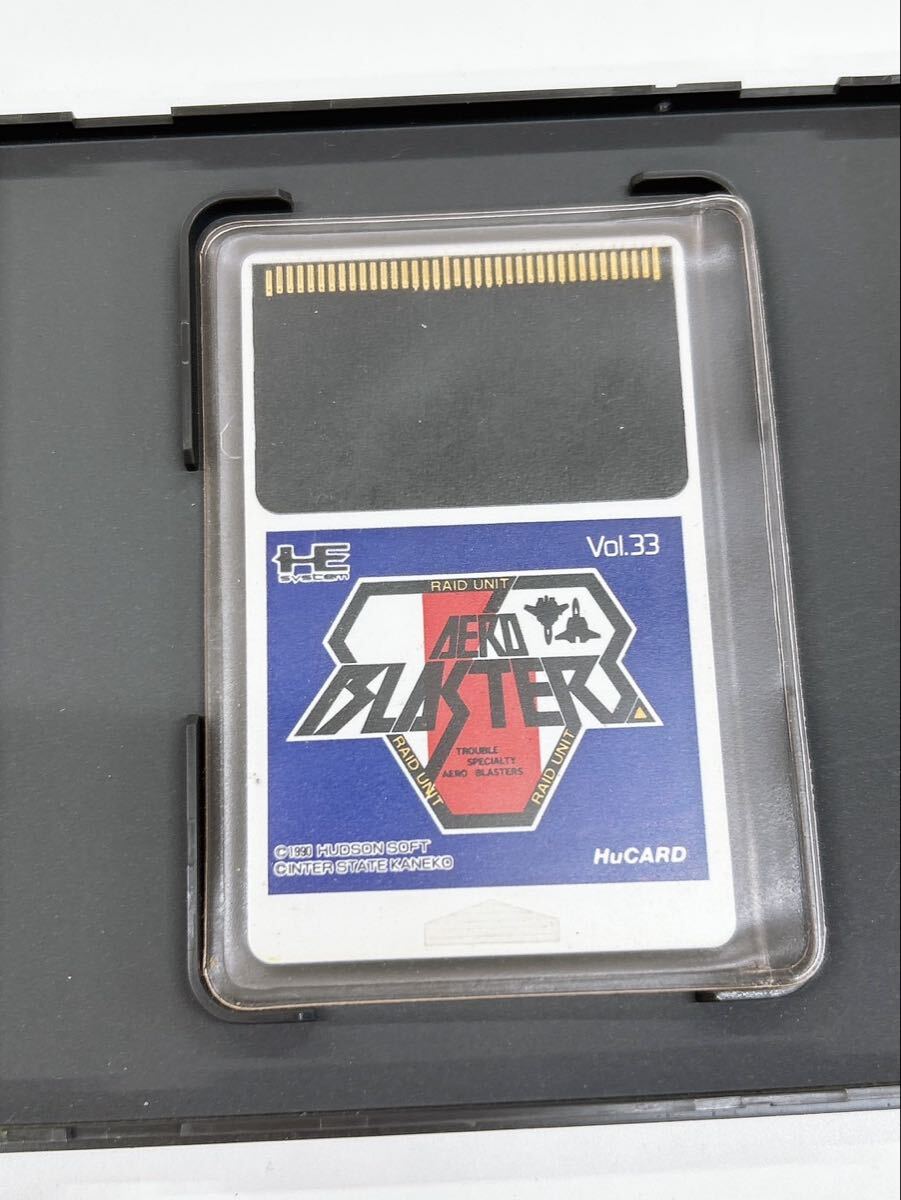 HE
SYSTEM
Vol.33
RAID UNIT
AERO
BLASTERS
TROUBLE
SPECIALTY
AERO BLASTERS
RAID UNIT
RAID UNIT
©1990 HUDSON SOFT
©INTER STATE KANEKO
HuCARD